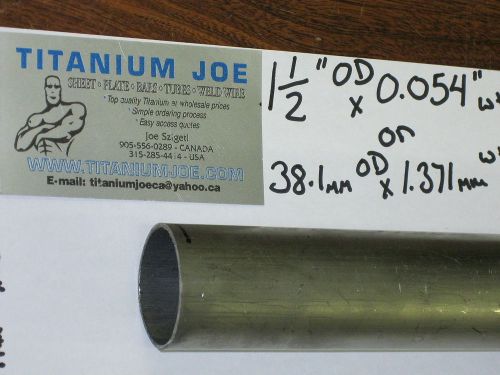 TITANIUM JOE
SHEET • PLATE • BARS • TUBES • WELD WIRE
* Top quality Titanium at wholesale prices
* Simple ordering process
* Easy access quotes
Joe Szigeti
905-556-0289 - CANADA
315-285-4414 - USA
WWW.TITANIUMJOE.COM
E-mail: titaniumjoeca@yahoo.ca
1 1/2" OD x 0.054"
or
38.1mm OD x 1.371mm